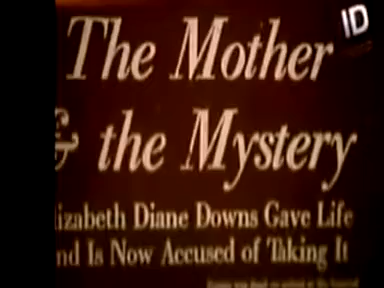 ID
The Mother
& the Mystery
lizabeth Diane Downs Gave Life
nd Is Now Accused of Taking It